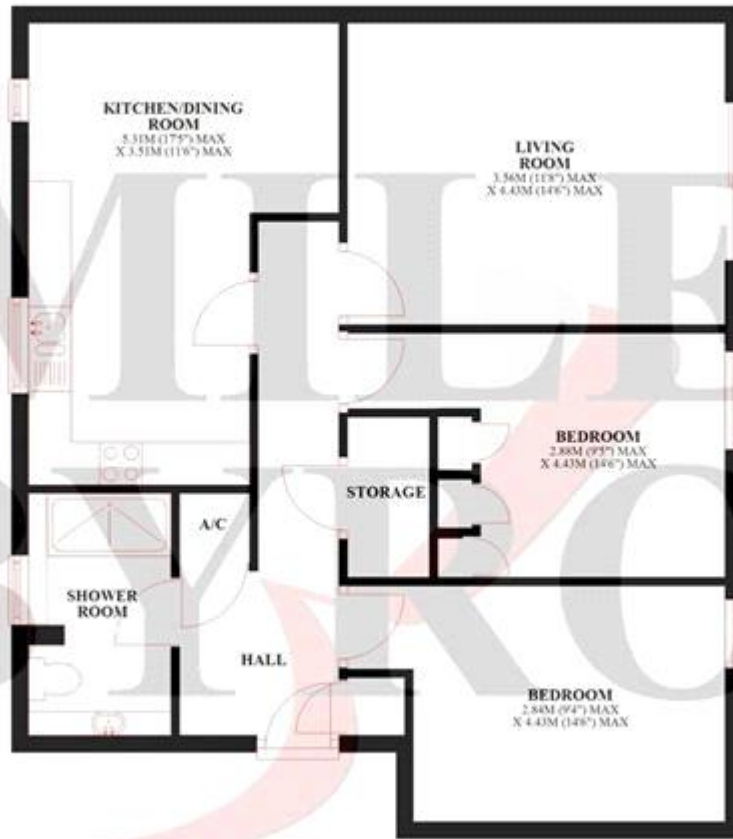 KITCHEN/DINING
ROOM
5.31M (17'5") MAX
X 3.51M (11'6") MAX
LIVING
ROOM
3.56M (11'8") MAX
X 4.43M (14'6") MAX
BEDROOM
2.88M (9'5") MAX
X 4.43M (14'6") MAX
STORAGE
A/C
SHOWER
ROOM
HALL
BEDROOM
2.84M (9'4") MAX
X 4.43M (14'6") MAX
MILE
BYRO